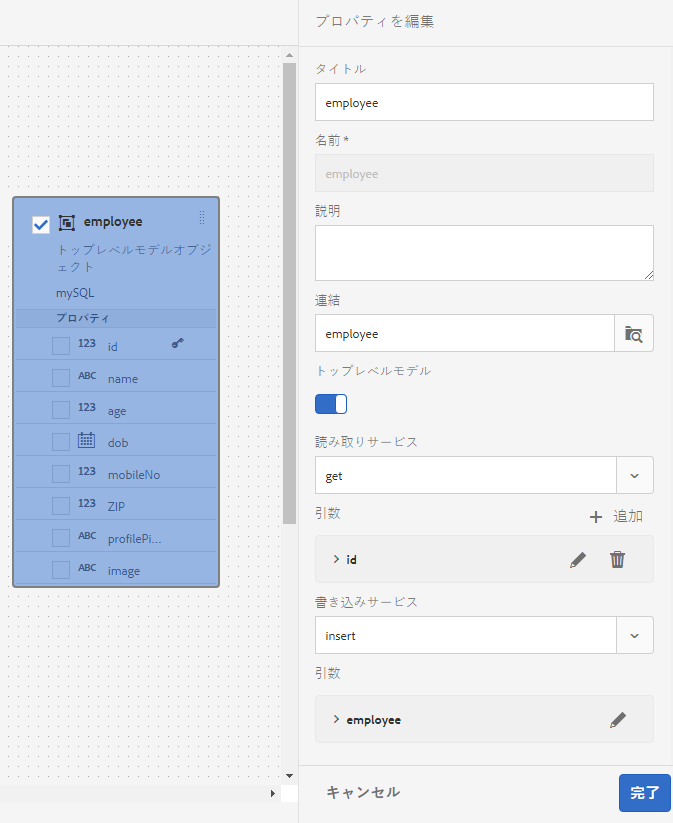 employee
トップレベルモデルオブジ
ェクト
mySQL
プロパティ
123 id
ABC name
123 age
dob
123 mobileNo
123 ZIP
ABC profilePi...
ABC image
プロパティを編集
タイトル
employee
名前 *
employee
説明
連結
employee
トップレベルモデル
読み取りサービス
get
引数
+ 追加
id
書き込みサービス
insert
引数
employee
キャンセル
完了